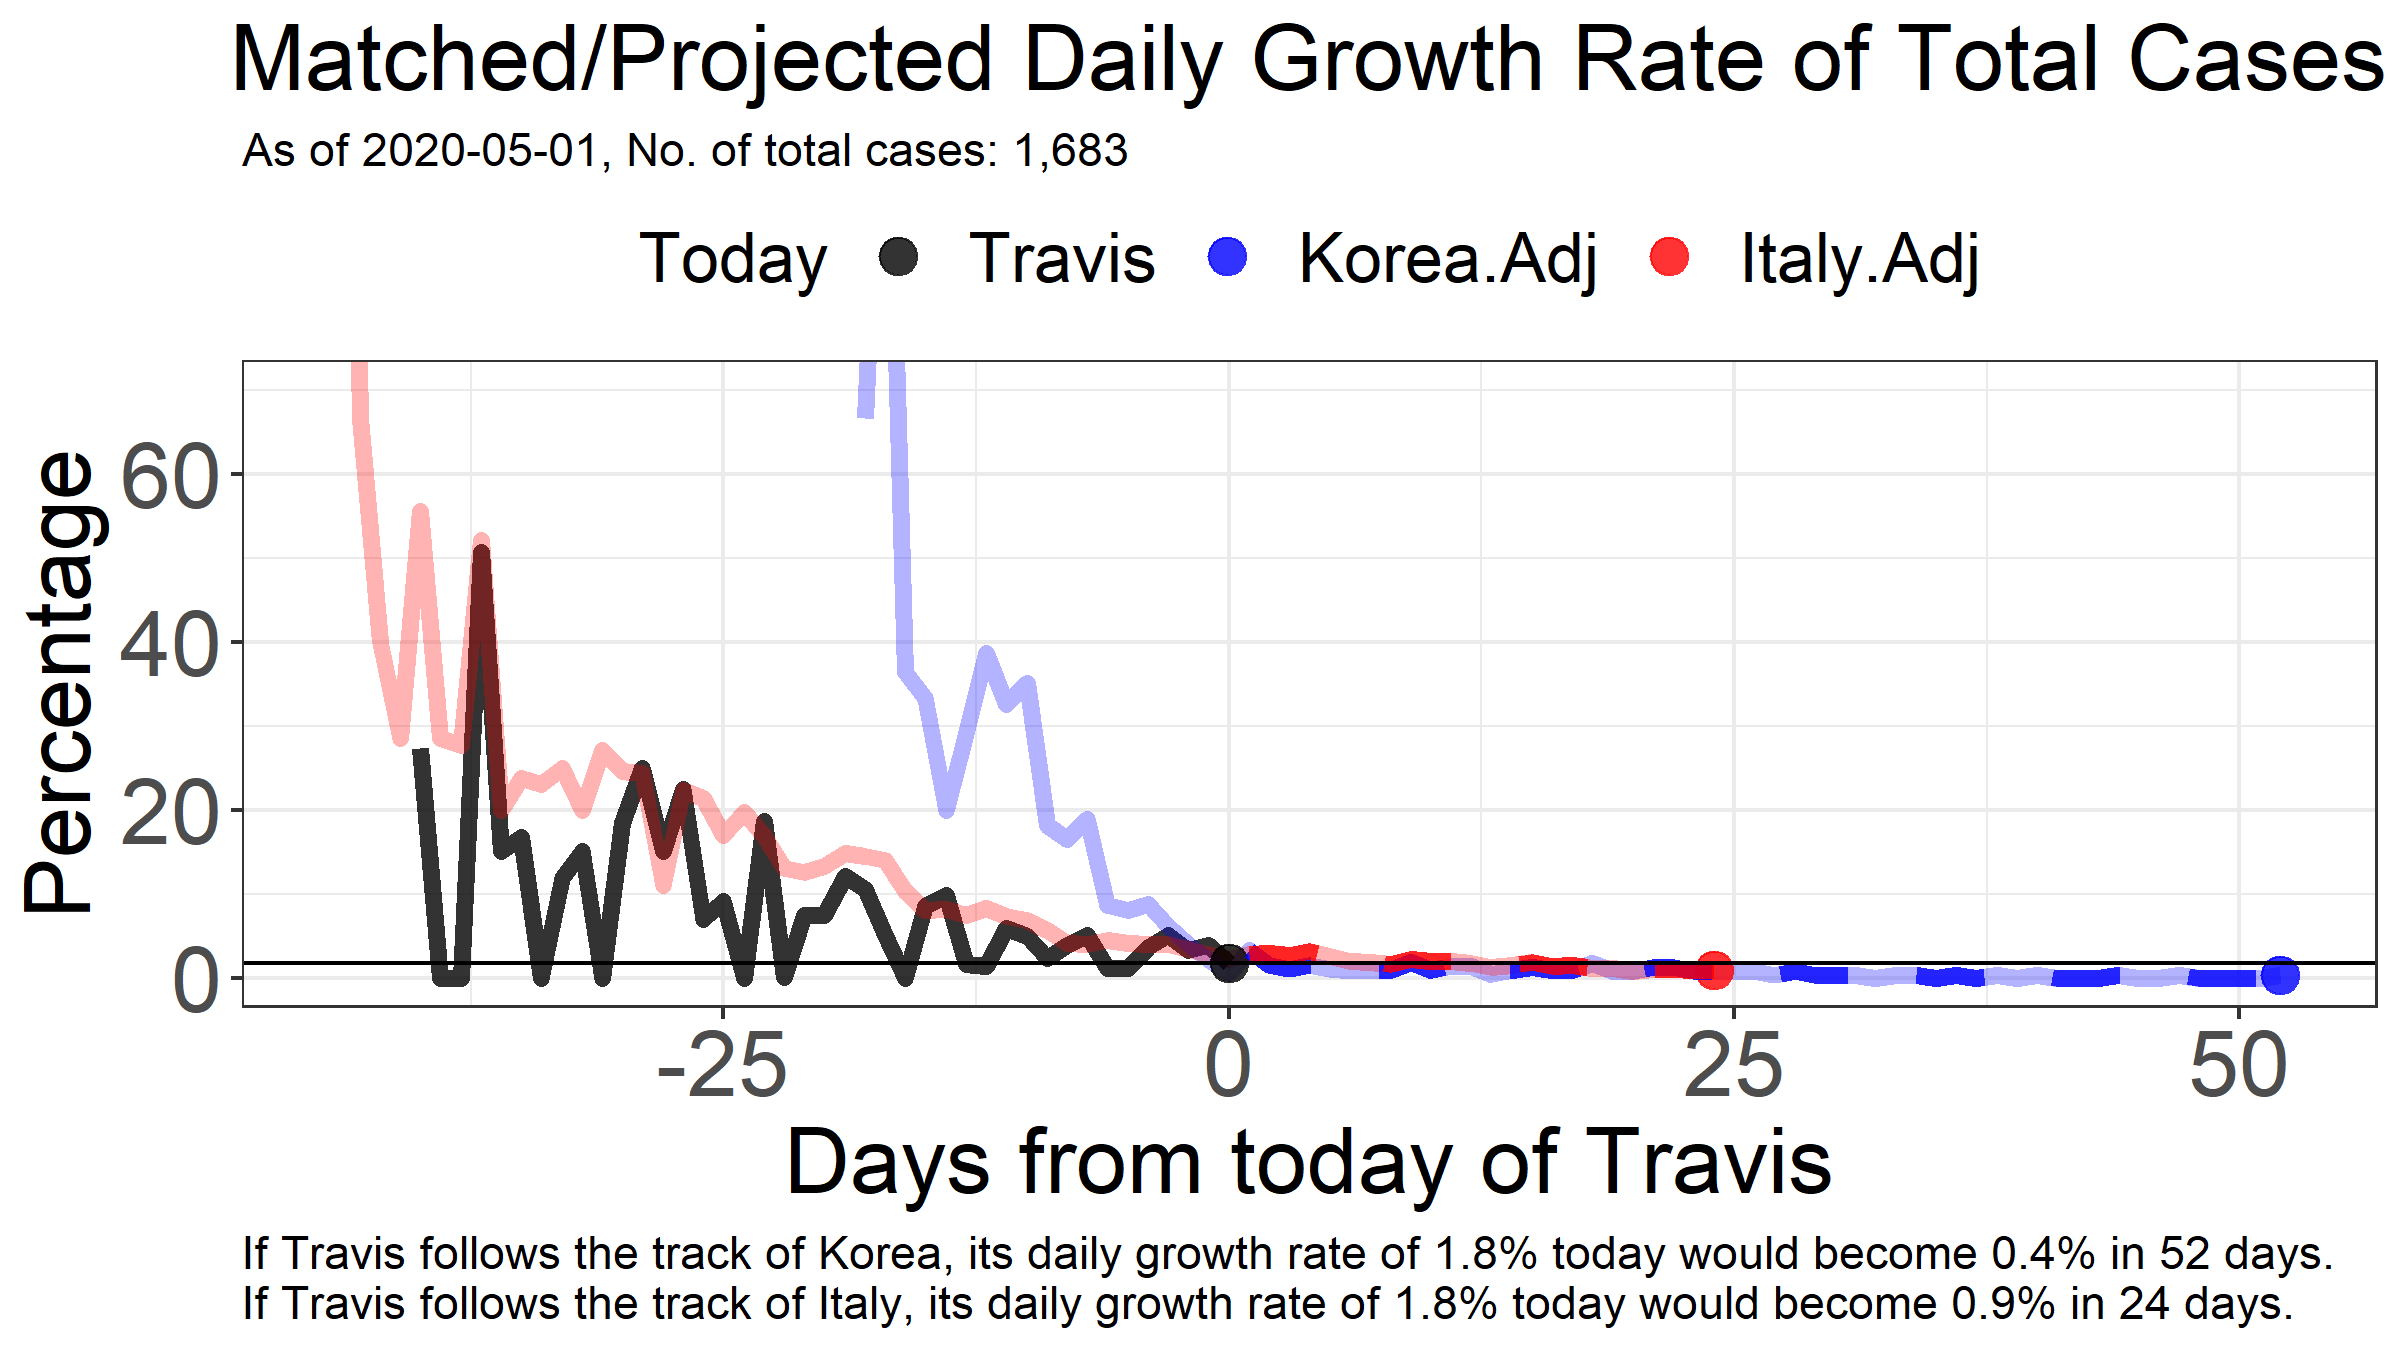 Matched/Projected Daily Growth Rate of Total Cases
As of 2020-05-01, No. of total cases: 1,683
Today Travis Korea.Adj Italy.Adj
Percentage
60
40
20
0
-25 0 25 50
Days from today of Travis
If Travis follows the track of Korea, its daily growth rate of 1.8% today would become 0.4% in 52 days.
If Travis follows the track of Italy, its daily growth rate of 1.8% today would become 0.9% in 24 days.